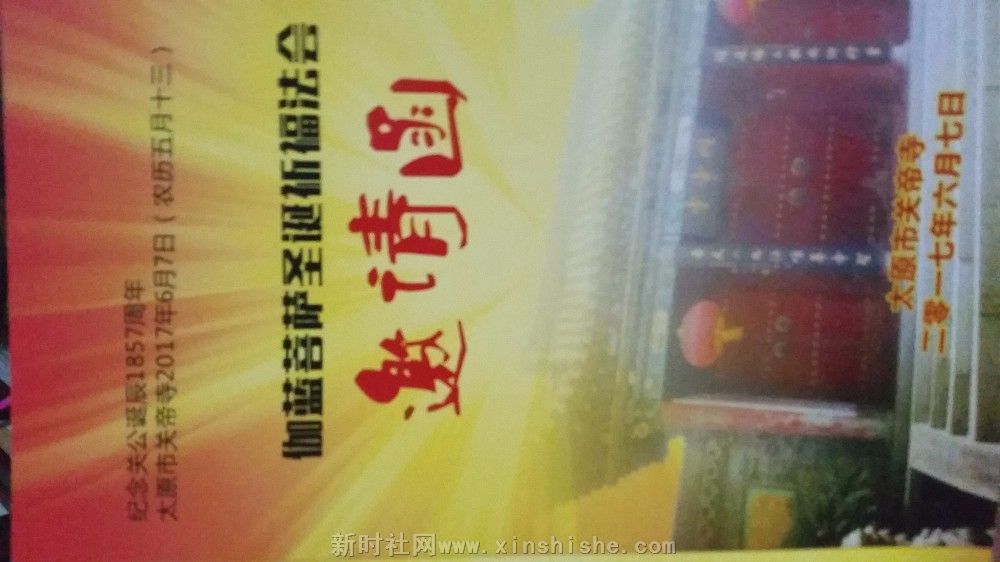 纪念关公诞辰1857周年
太原市关帝寺2017年6月7日（农历五月十三）
伽蓝菩萨圣诞祈福法会
邀请函
太原市关帝寺
二零一七年六月七日
新时社网www.xinshishe.com